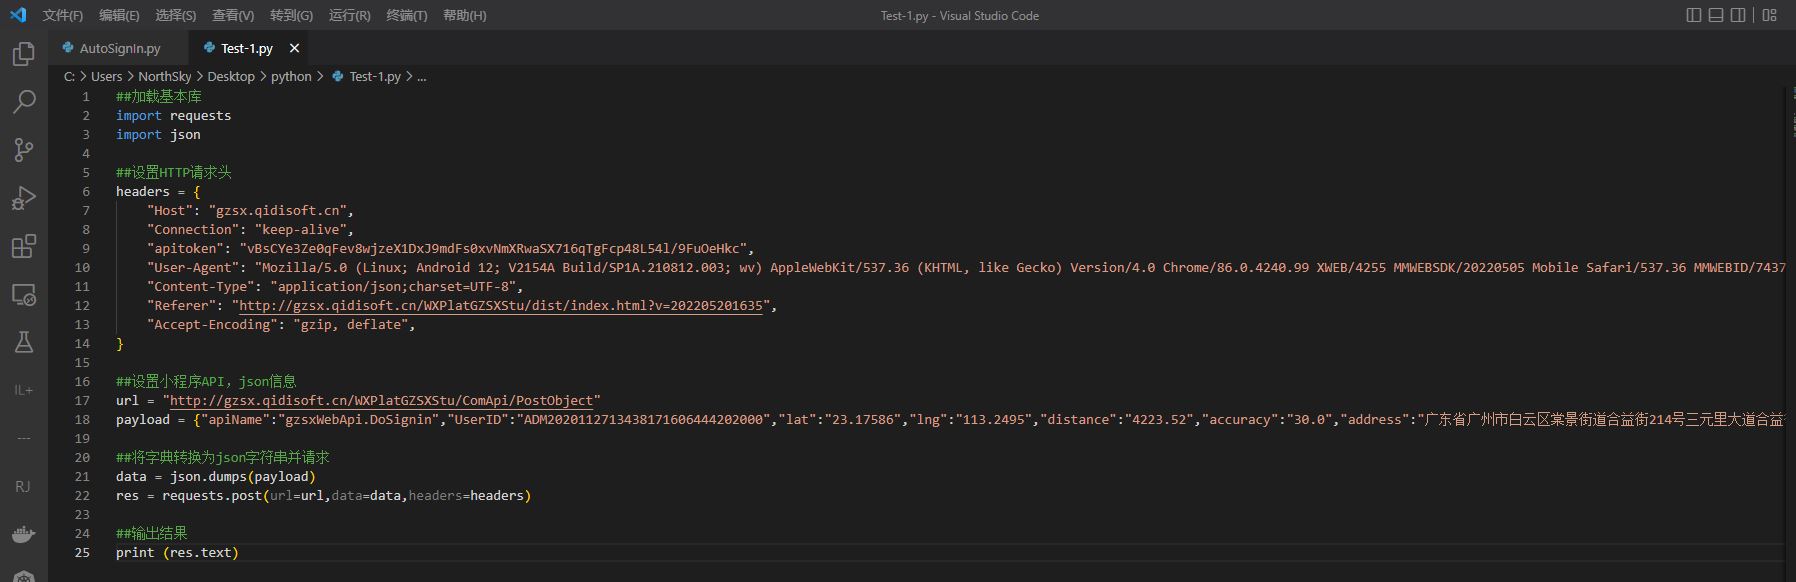 文件(F) 编辑(E) 选择(S) 查看(V) 转到(G) 运行(R) 终端(T) 帮助(H) Test-1.py - Visual Studio Code
AutoSignIn.py Test-1.py
C: > Users > NorthSky > Desktop > python > Test-1.py > ...
1 ##加载基本库
2 import requests
3 import json
4
5 ##设置HTTP请求头
6 headers = {
7 "Host": "gzsx.qidisoft.cn",
8 "Connection": "keep-alive",
9 "apitoken": "vBsCYe3Ze0qFev8wjzeX1DxJ9mdFs0xvNmXRwaSX716qTgFcp48L54l/9FuOeHkc",
10 "User-Agent": "Mozilla/5.0 (Linux; Android 12; V2154A Build/SP1A.210812.003; wv) AppleWebKit/537.36 (KHTML, like Gecko) Version/4.0 Chrome/86.0.4240.99 XWEB/4255 MMWEBSDK/20220505 Mobile Safari/537.36 MMWEBID/7437
11 "Content-Type": "application/json;charset=UTF-8",
12 "Referer": "http://gzsx.qidisoft.cn/WXPlatGZSXStu/dist/index.html?v=202205201635",
13 "Accept-Encoding": "gzip, deflate",
14 }
15
16 ##设置小程序API，json信息
17 url = "http://gzsx.qidisoft.cn/WXPlatGZSXStu/ComApi/PostObject"
18 payload = {"apiName":"gzsxWebApi.DoSignin","UserID":"ADM2020112713438171606444202000","lat":"23.17586","lng":"113.2495","distance":"4223.52","accuracy":"30.0","address":"广东省广州市白云区棠景街道合益街214号三元里大道合益
19
20 ##将字典转换为json字符串并请求
21 data = json.dumps(payload)
22 res = requests.post(url=url,data=data,headers=headers)
23
24 ##输出结果
25 print (res.text)
IL+
---
RJ